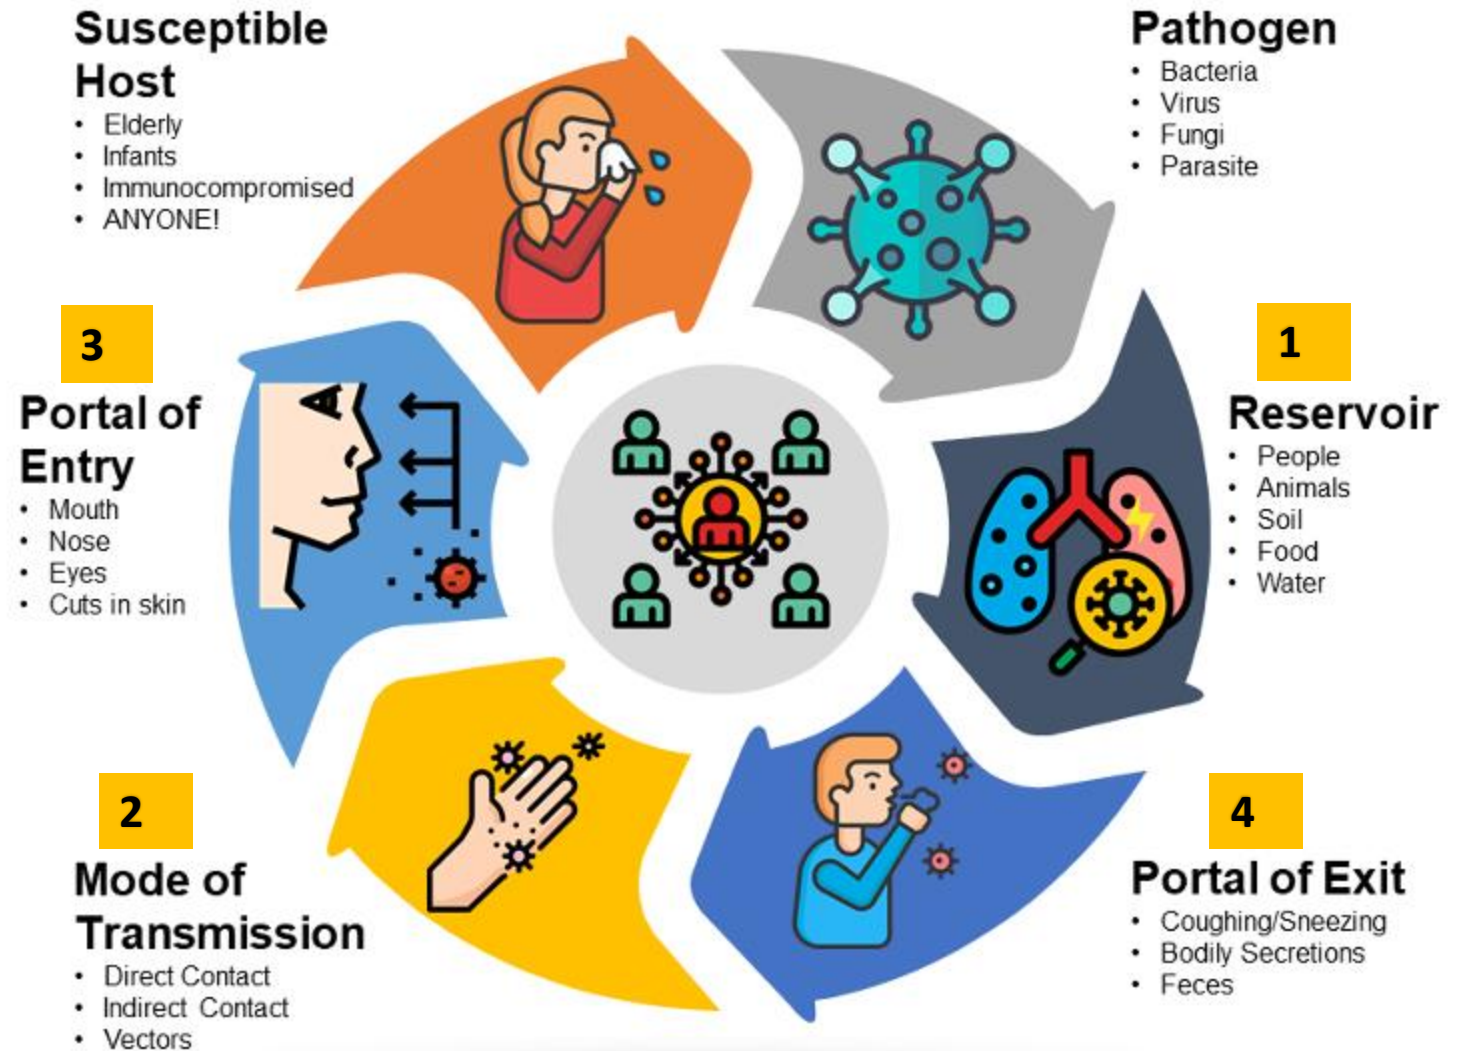 Susceptible
Host
• Elderly
• Infants
• Immunocompromised
• ANYONE!
Pathogen
• Bacteria
• Virus
• Fungi
• Parasite
1
Reservoir
• People
• Animals
• Soil
• Food
• Water
4
Portal of Exit
• Coughing/Sneezing
• Bodily Secretions
• Feces
2
Mode of
Transmission
• Direct Contact
• Indirect Contact
• Vectors
3
Portal of
Entry
• Mouth
• Nose
• Eyes
• Cuts in skin